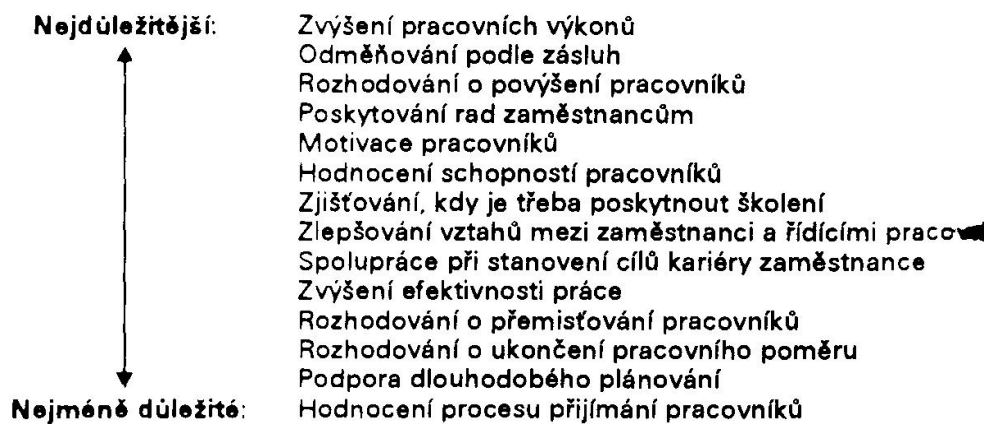 Nejdůležitější: Zvýšení pracovních výkonů
Odměňování podle zásluh
Rozhodování o povýšení pracovníků
Poskytování rad zaměstnancům
Motivace pracovníků
Hodnocení schopností pracovníků
Zjišťování, kdy je třeba poskytnout školení
Zlepšování vztahů mezi zaměstnanci a řídícími
Spolupráce při stanovení cílů kariéry zaměstnance
Zvýšení efektivnosti práce
Rozhodování o přemisťování pracovníků
Rozhodování o ukončení pracovního poměru
Podpora dlouhodobého plánování
Nejméně důležité: Hodnocení procesu přijímání pracovníků